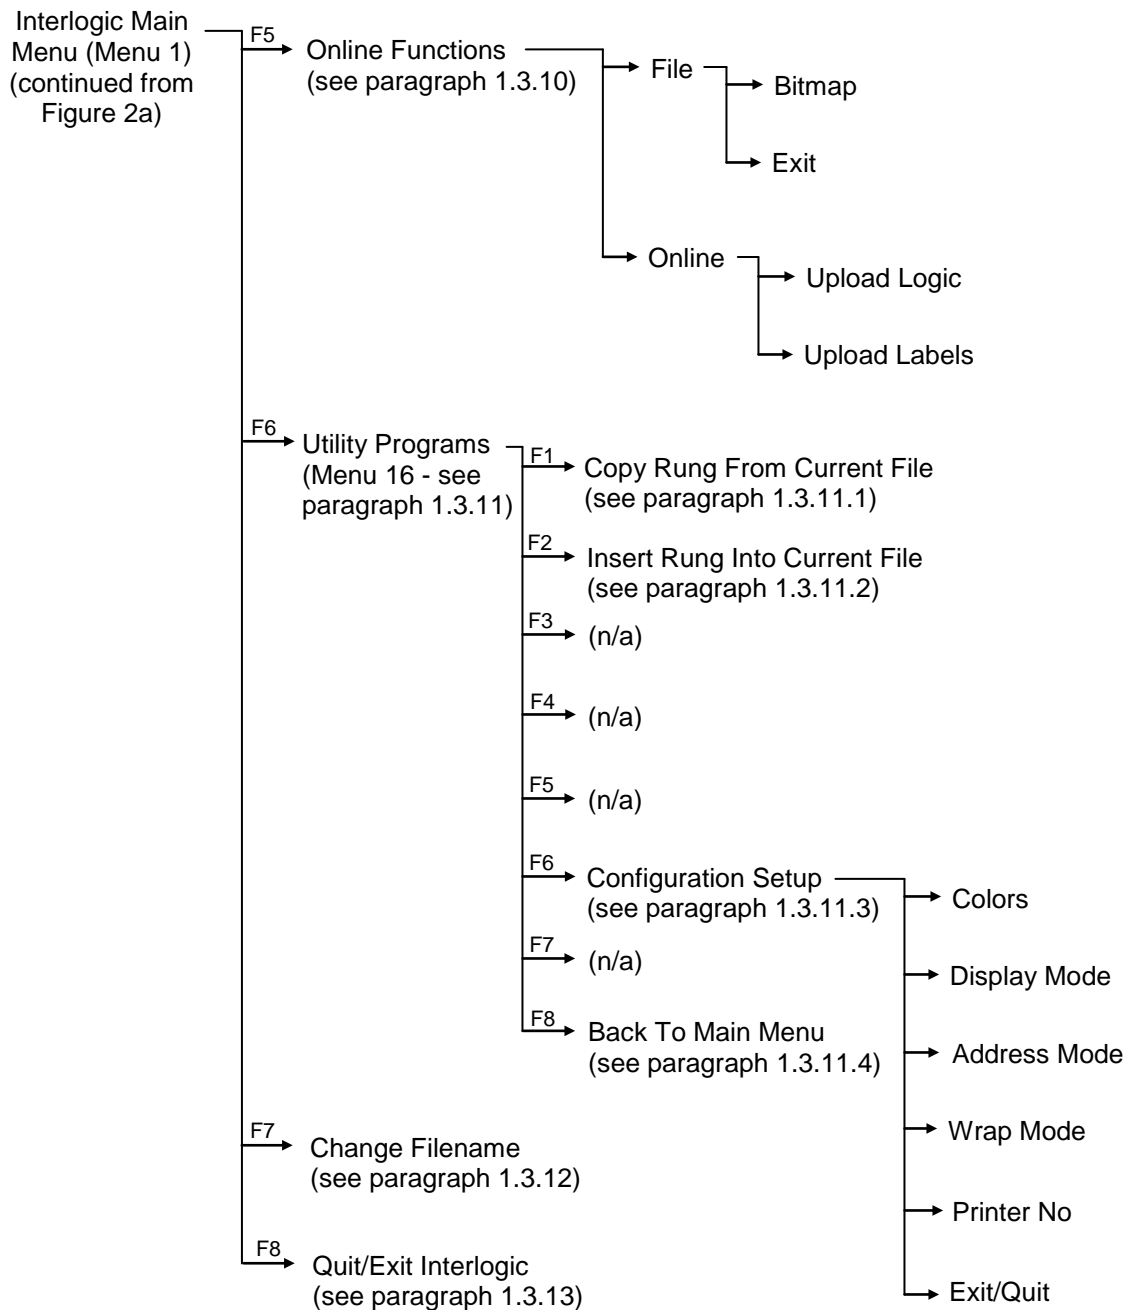 Interlogic Main
Menu (Menu 1)
(continued from
Figure 2a)
F5
Online Functions
(see paragraph 1.3.10)
File
Bitmap
Exit
Online
Upload Logic
Upload Labels
F6
Utility Programs
(Menu 16 - see
paragraph 1.3.11)
F1
Copy Rung From Current File
(see paragraph 1.3.11.1)
F2
Insert Rung Into Current File
(see paragraph 1.3.11.2)
F3
(n/a)
F4
(n/a)
F5
(n/a)
F6
Configuration Setup
(see paragraph 1.3.11.3)
Colors
Display Mode
Address Mode
Wrap Mode
Printer No
Exit/Quit
F7
(n/a)
F8
Back To Main Menu
(see paragraph 1.3.11.4)
F7
Change Filename
(see paragraph 1.3.12)
F8
Quit/Exit Interlogic
(see paragraph 1.3.13)